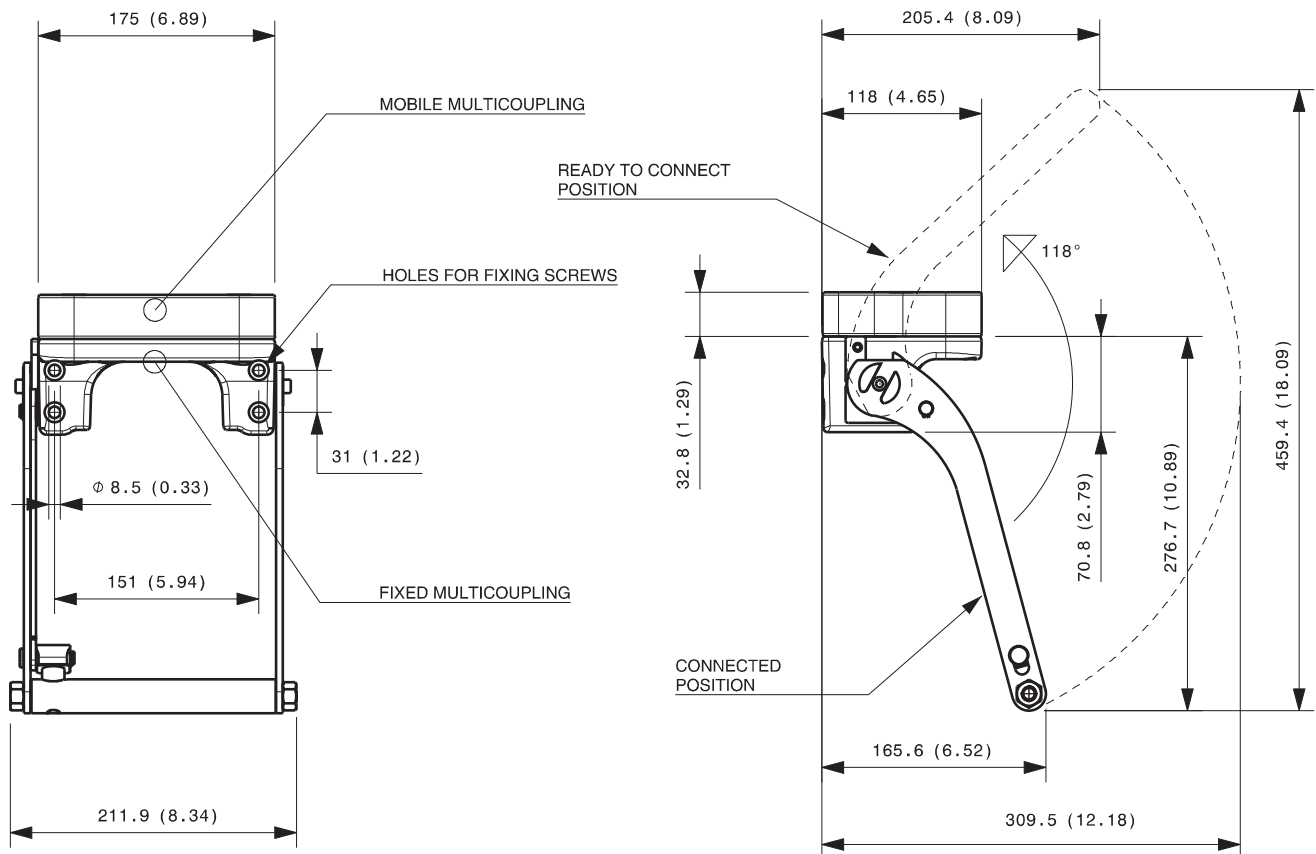 175 (6.89)
MOBILE MULTICOUPLING
HOLES FOR FIXING SCREWS
31 (1.22)
Φ 8.5 (0.33)
151 (5.94)
FIXED MULTICOUPLING
211.9 (8.34)
205.4 (8.09)
118 (4.65)
READY TO CONNECT
POSITION
118°
32.8 (1.29)
70.8 (2.79)
276.7 (10.89)
459.4 (18.09)
CONNECTED
POSITION
165.6 (6.52)
309.5 (12.18)